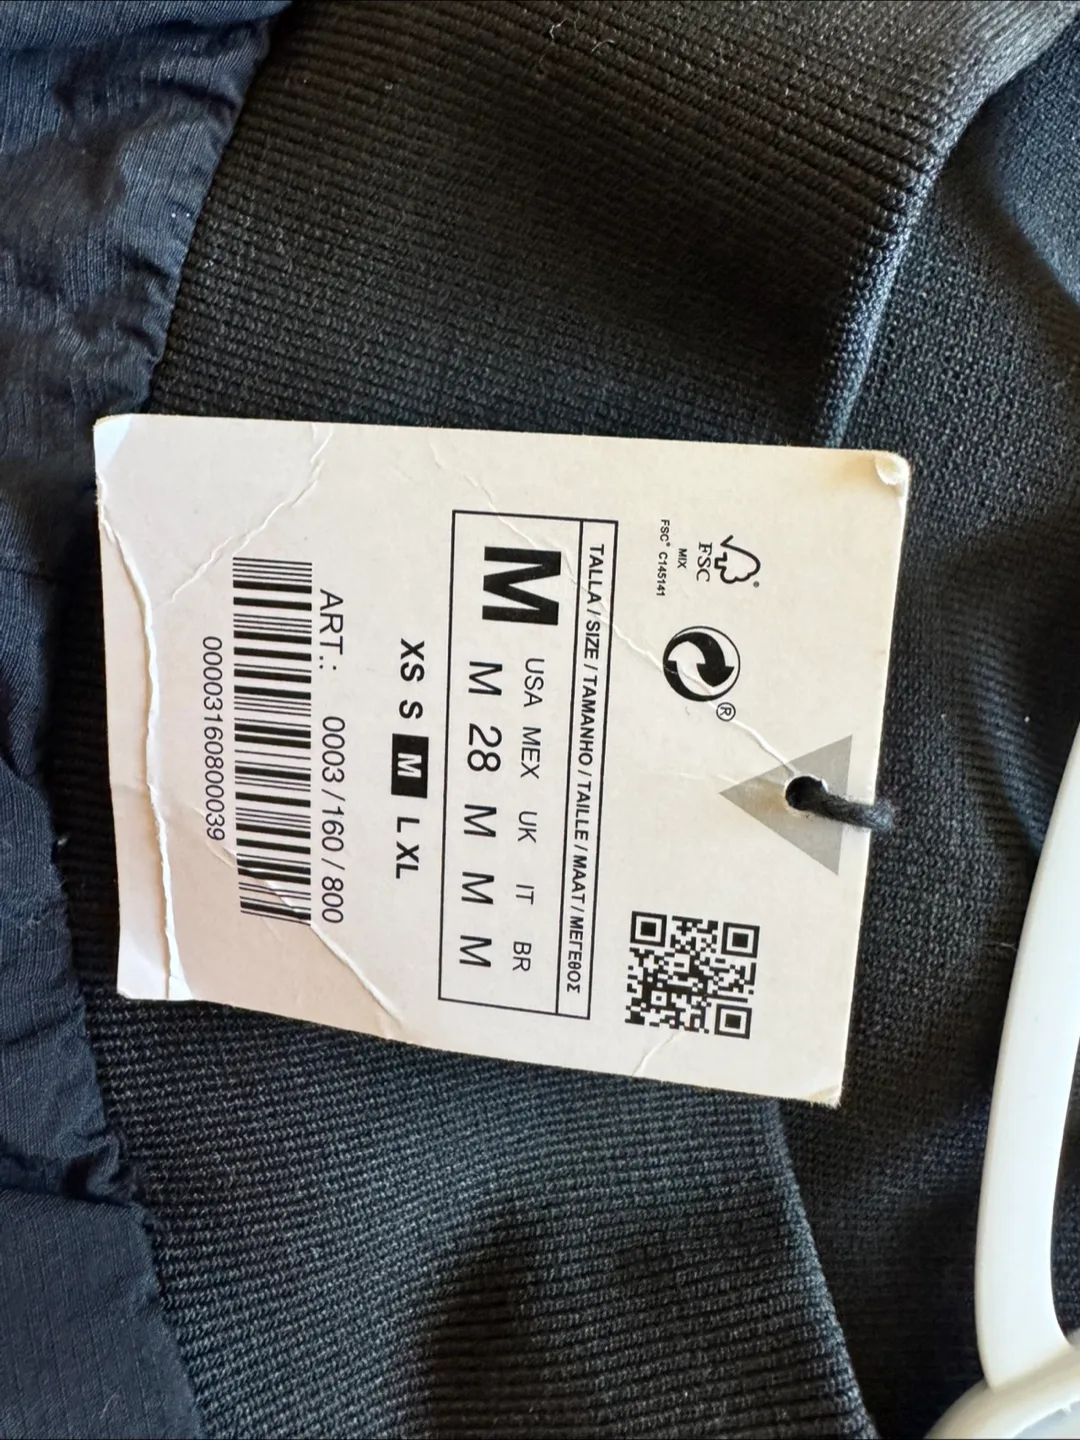 FSC®
MIX
FSC® C145141
®
TALLA / SIZE / TAMANHO / TAILLE / MAAT / ΜΕΓΕΘΟΣ
M
USA MEX UK IT BR
M 28 M M M
XS S M L XL
ART.: 0003 / 160 / 800
00003160800039